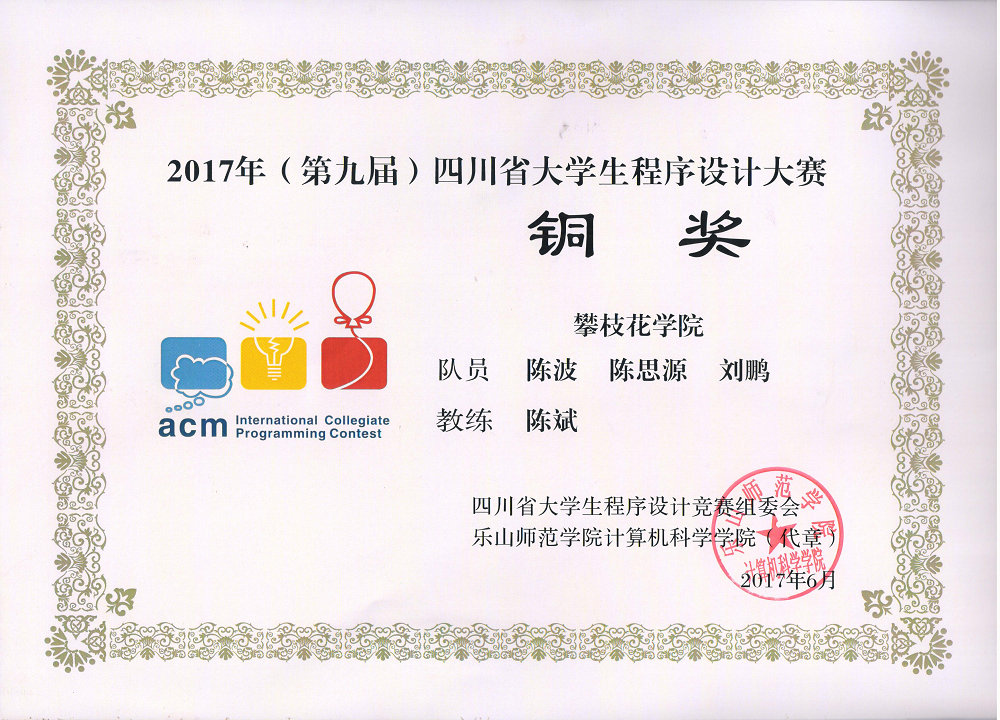 2017年（第九届）四川省大学生程序设计大赛
铜 奖
攀枝花学院
队员 陈波 陈思源 刘鹏
教练 陈斌
acm International Collegiate
Programming Contest
四川省大学生程序设计竞赛组委会
乐山师范学院计算机科学学院（代章）
2017年6月
乐山师范学院
计算机科学学院